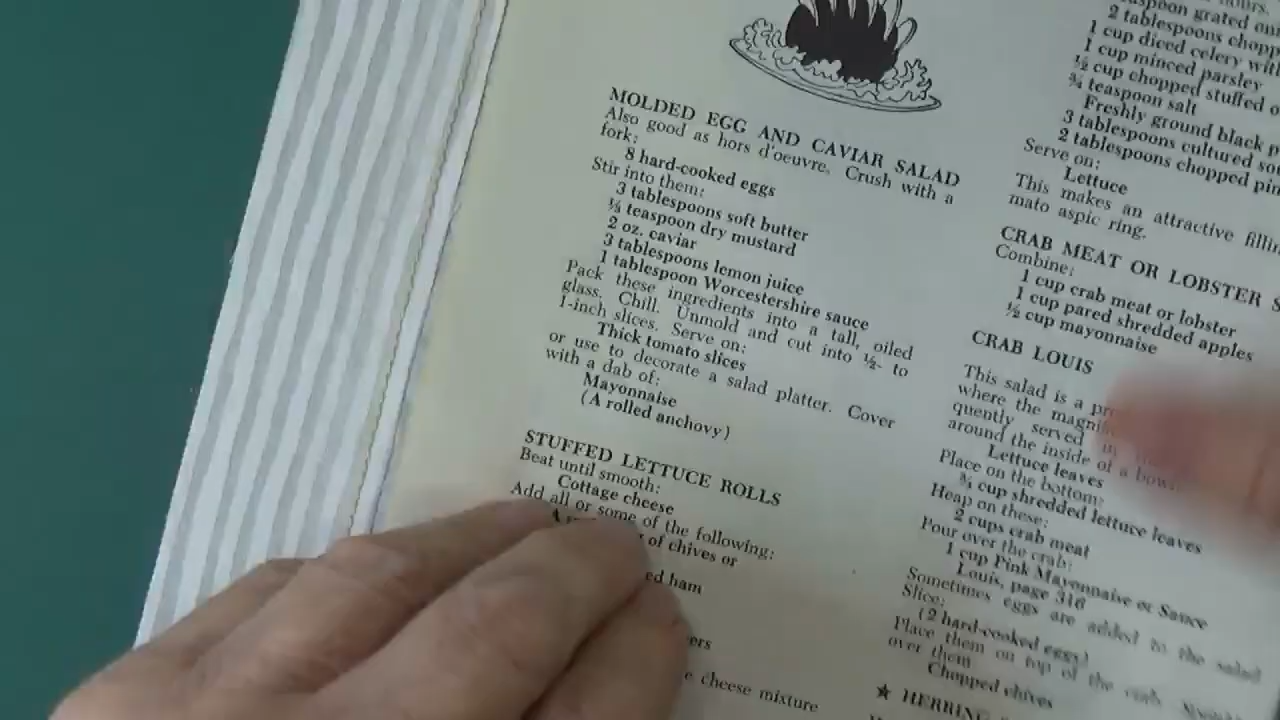 MOLDED EGG AND CAVIAR SALAD
Also good as hors d'oeuvre. Crush with a
fork:
8 hard-cooked eggs
Stir into them:
3 tablespoons soft butter
teaspoon dry mustard
2 oz. caviar
3 tablespoons lemon juice
1 tablespoon Worcestershire sauce
Pack these ingredients into a tall, oiled
glass. Chill. Unmold and cut into ½- to
1-inch slices. Serve on:
Thick tomato slices
or use to decorate a salad platter. Cover
with a dab of:
Mayonnaise
(A rolled anchovy)
STUFFED LETTUCE ROLLS
Beat until smooth:
Cottage cheese
Add all or some of the following:
of chives or
ham
cheese mixture
hours.
grated
2 tablespoons
1 cup diced celery
1 cup minced parsley
½ cup chopped stuffed
¾ teaspoon salt
Freshly ground black
3 tablespoons cultured
2 tablespoons chopped
Serve on:
Lettuce
This makes an attractive
mato aspic ring.
CRAB MEAT OR LOBSTER
Combine:
1 cup crab meat or lobster
1 cup pared shredded apples
½ cup mayonnaise
CRAB LOUIS
This salad is a
where the
quently served
around the inside of a
Lettuce leaves
Place on the bottom:
¾ cup shredded lettuce leaves
Heap on these:
2 cups crab meat
Pour over the crab:
1 cup Pink Mayonnaise or Sauce
Louis, page 316
Sometimes eggs are added to the salad
Slice:
(2 hard-cooked eggs)
Place them on top of the crab.
over them
Chopped chives
★ HERRING